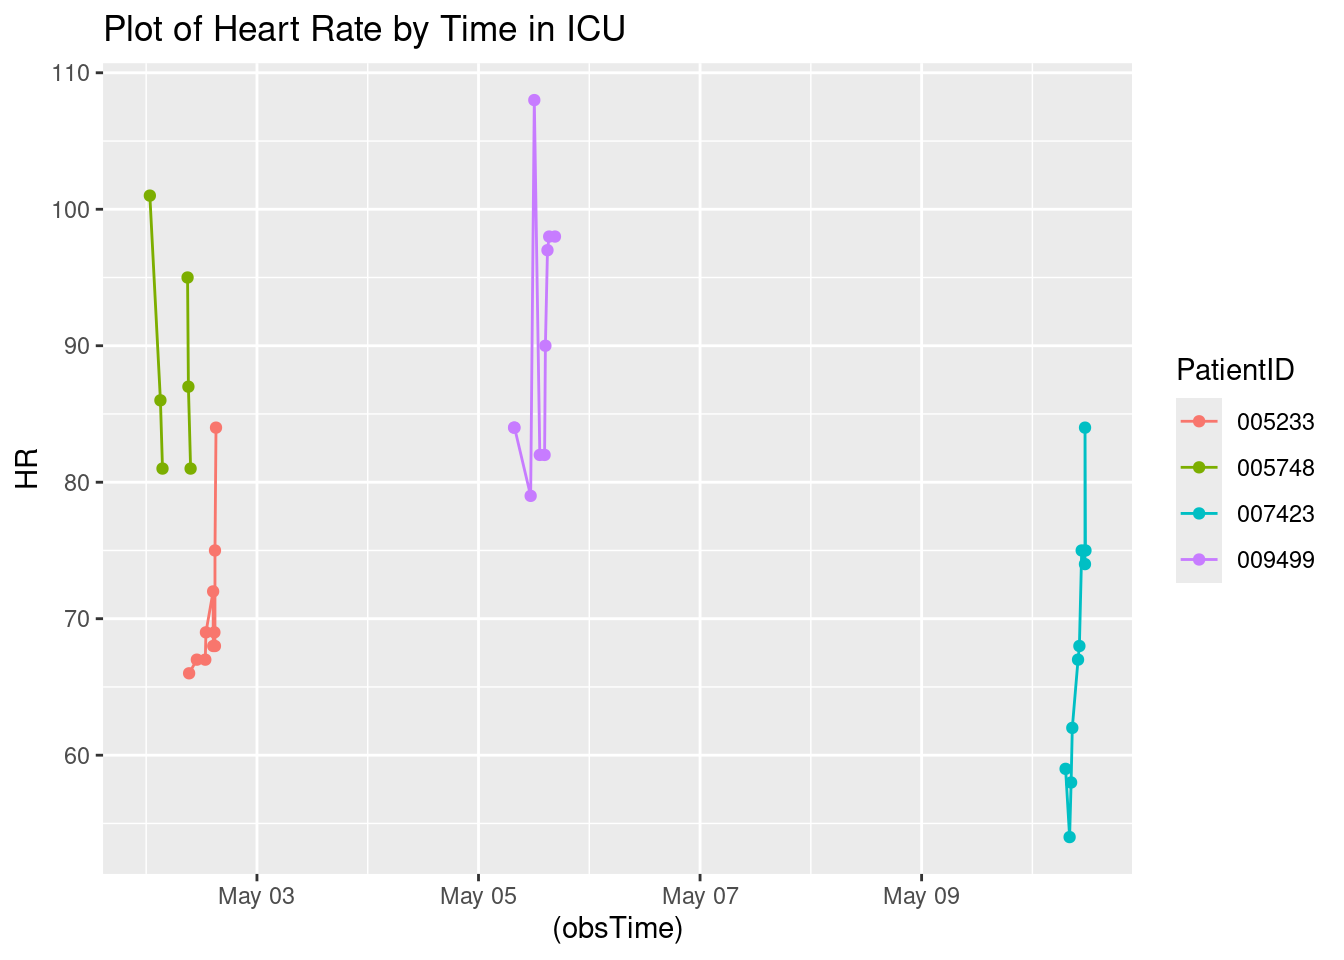 Plot of Heart Rate by Time in ICU
110
100
90
80
70
60
HR
May 03
May 05
May 07
May 09
(obsTime)
PatientID
005233
005748
007423
009499